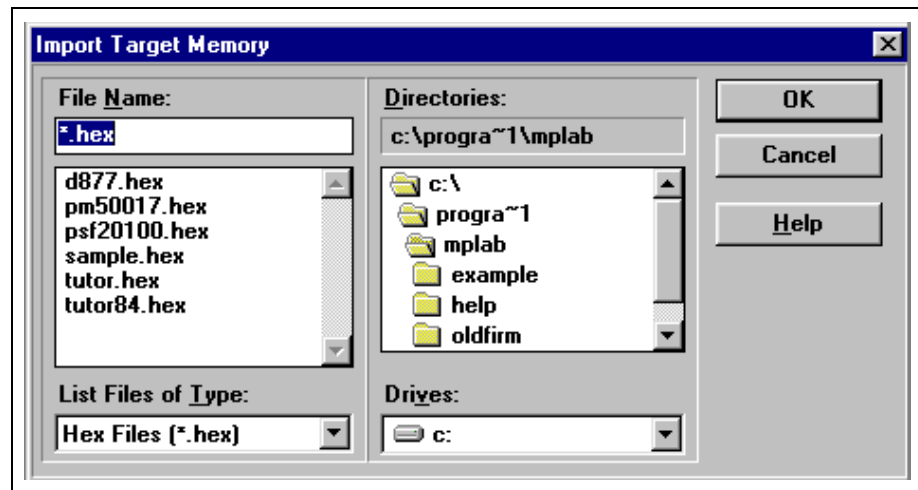 Import Target Memory
File Name:
*.hex
d877.hex
pm50017.hex
psf20100.hex
sample.hex
tutor.hex
tutor84.hex
List Files of Type:
Hex Files (*.hex)
Directories:
c:\progra~1\mplab
c:\
progra~1
mplab
example
help
oldfirm
Drives:
c:
OK
Cancel
Help